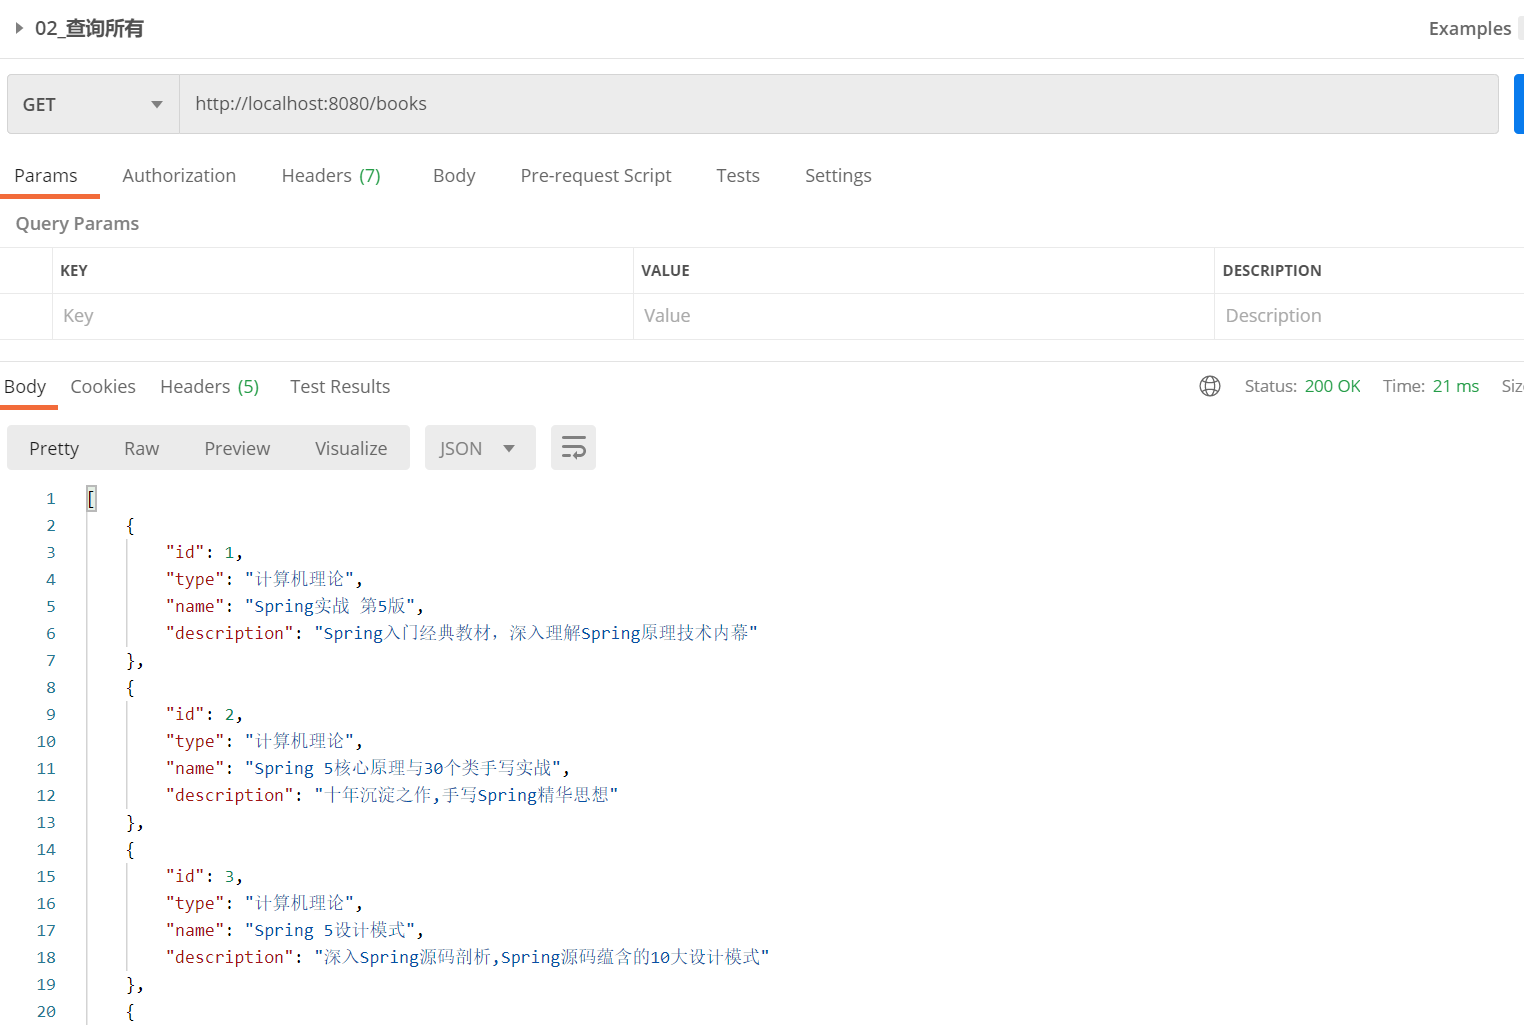 02_查询所有 Examples
GET http://localhost:8080/books
Params Authorization Headers (7) Body Pre-request Script Tests Settings
Query Params
KEY VALUE DESCRIPTION
Key Value Description
Body Cookies Headers (5) Test Results Status: 200 OK Time: 21 ms Siz
Pretty Raw Preview Visualize JSON
1 [
2 {
3 "id": 1,
4 "type": "计算机理论",
5 "name": "Spring实战 第5版",
6 "description": "Spring入门经典教材，深入理解Spring原理技术内幕"
7 },
8 {
9 "id": 2,
10 "type": "计算机理论",
11 "name": "Spring 5核心原理与30个类手写实战",
12 "description": "十年沉淀之作,手写Spring精华思想"
13 },
14 {
15 "id": 3,
16 "type": "计算机理论",
17 "name": "Spring 5设计模式",
18 "description": "深入Spring源码剖析,Spring源码蕴含的10大设计模式"
19 },
20 {